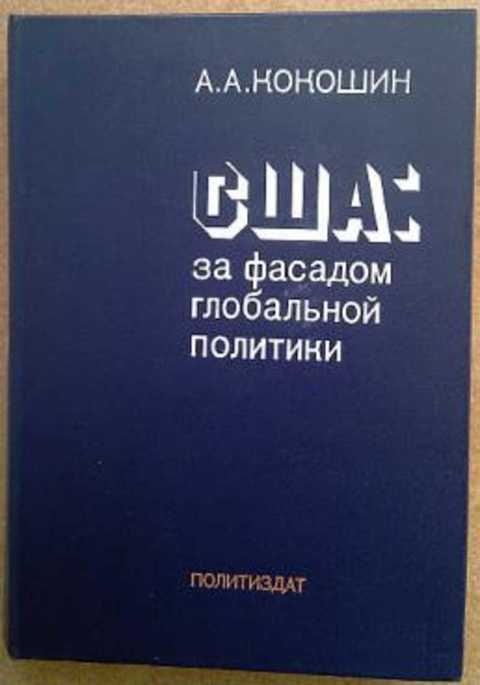 А.А.КОКОШИН
США:
за фасадом
глобальной
политики
ПОЛИТИЗДАТ